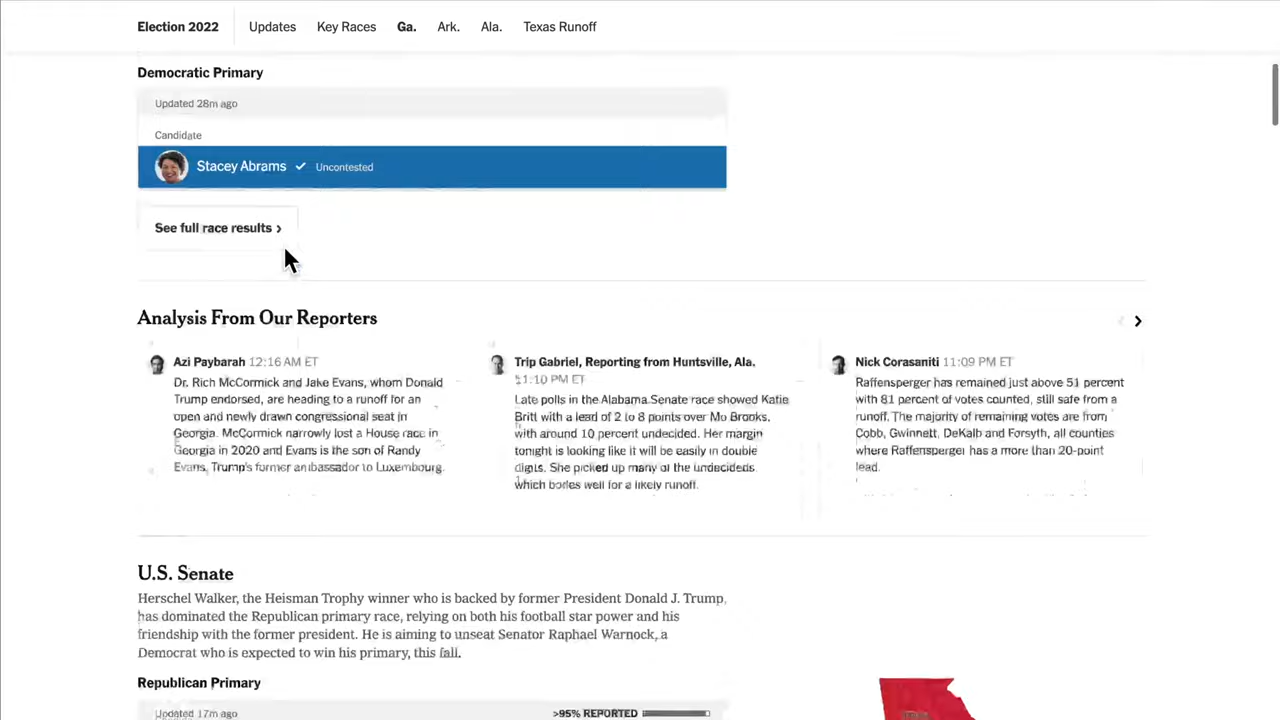 Election 2022 Updates Key Races Ga. Ark. Ala. Texas Runoff
Democratic Primary
Updated 28m ago
Candidate
Stacey Abrams ✓ Uncontested
See full race results ›
Analysis From Our Reporters
Azi Paybarah 12:16 AM ET
Dr. Rich McCormick and Jake Evans, whom Donald
Trump endorsed, are heading to a runoff for an
open and newly drawn congressional seat in
Georgia. McCormick narrowly lost a House race in
Georgia in 2020 and Evans is the son of Randy
Evans, Trump's former ambassador to Luxembourg.
Trip Gabriel, Reporting from Huntsville, Ala.
11:10 PM ET
Late polls in the Alabama Senate race showed Katie
Britt with a lead of 2 to 8 points over Mo Brooks,
with around 10 percent undecided. Her margin
tonight is looking like it will be easily in double
digits. She picked up many of the undecideds
which bodes well for a likely runoff.
Nick Corasaniti 11:09 PM ET
Raffensperger has remained just above 51 percent
with 81 percent of votes counted, still safe from a
runoff. The majority of remaining votes are from
Cobb, Gwinnett, DeKalb and Forsyth, all counties
where Raffensperger has a more than 20-point
lead.
U.S. Senate
Herschel Walker, the Heisman Trophy winner who is backed by former President Donald J. Trump,
has dominated the Republican primary race, relying on both his football star power and his
friendship with the former president. He is aiming to unseat Senator Raphael Warnock, a
Democrat who is expected to win his primary, this fall.
Republican Primary
Updated 17m ago >95% REPORTED